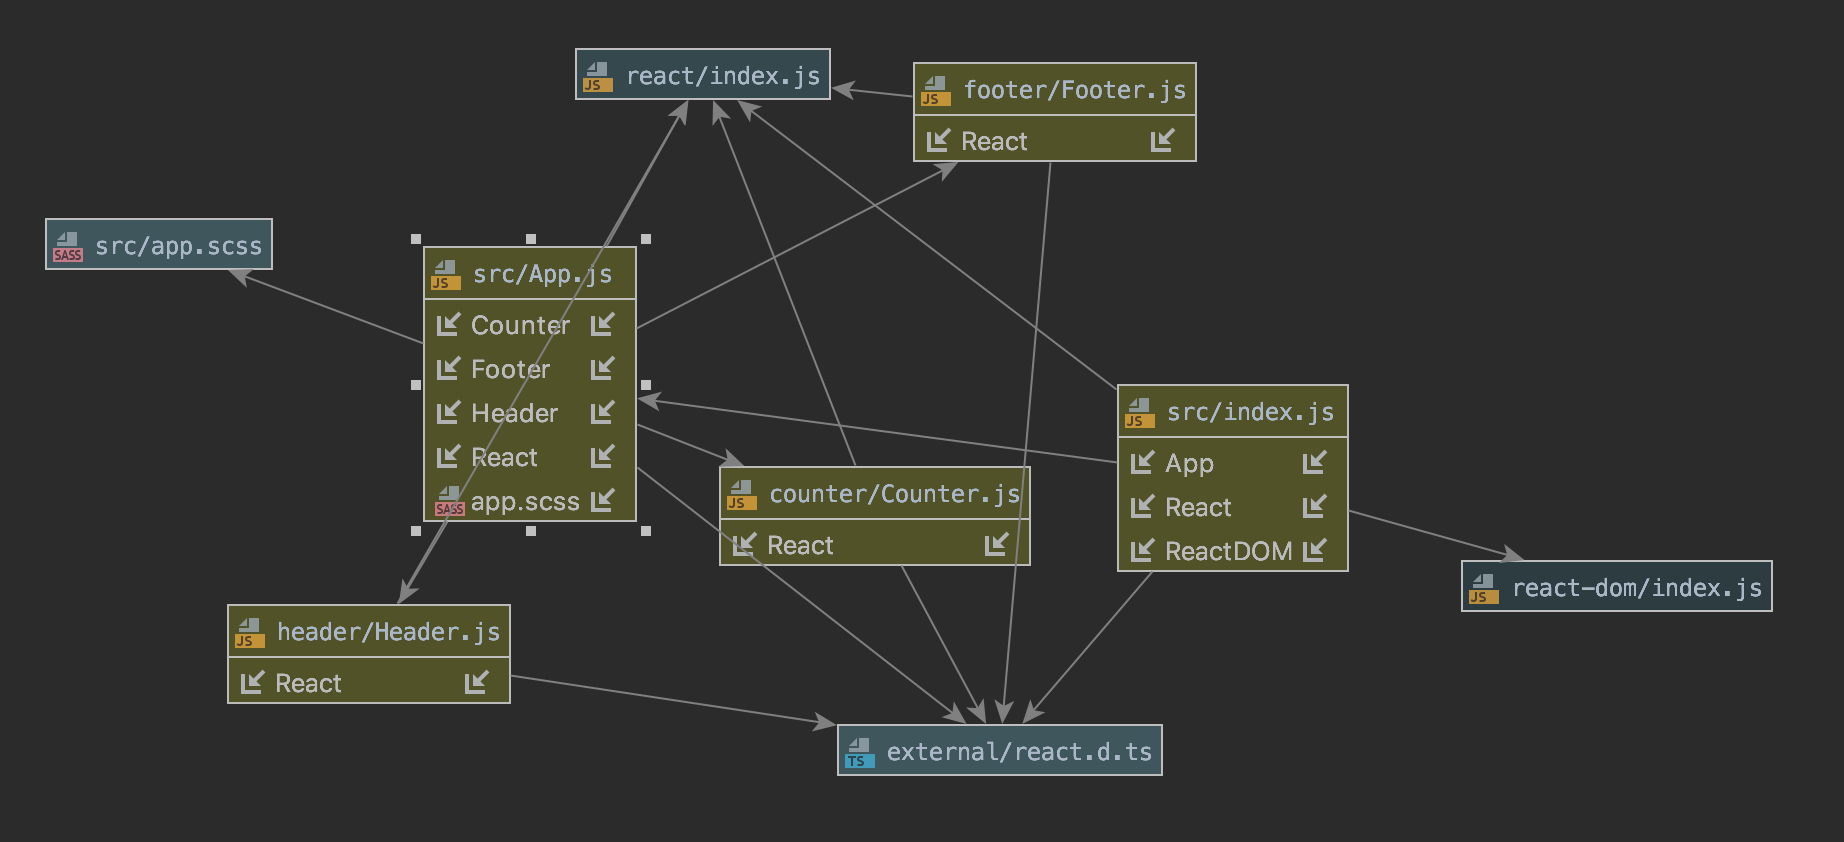 JS react/index.js
JS footer/Footer.js
React
SASS src/app.scss
JS src/App.js
Counter
Footer
Header
React
SASS app.scss
JS src/index.js
App
React
ReactDOM
JS counter/Counter.js
React
JS react-dom/index.js
JS header/Header.js
React
TS external/react.d.ts